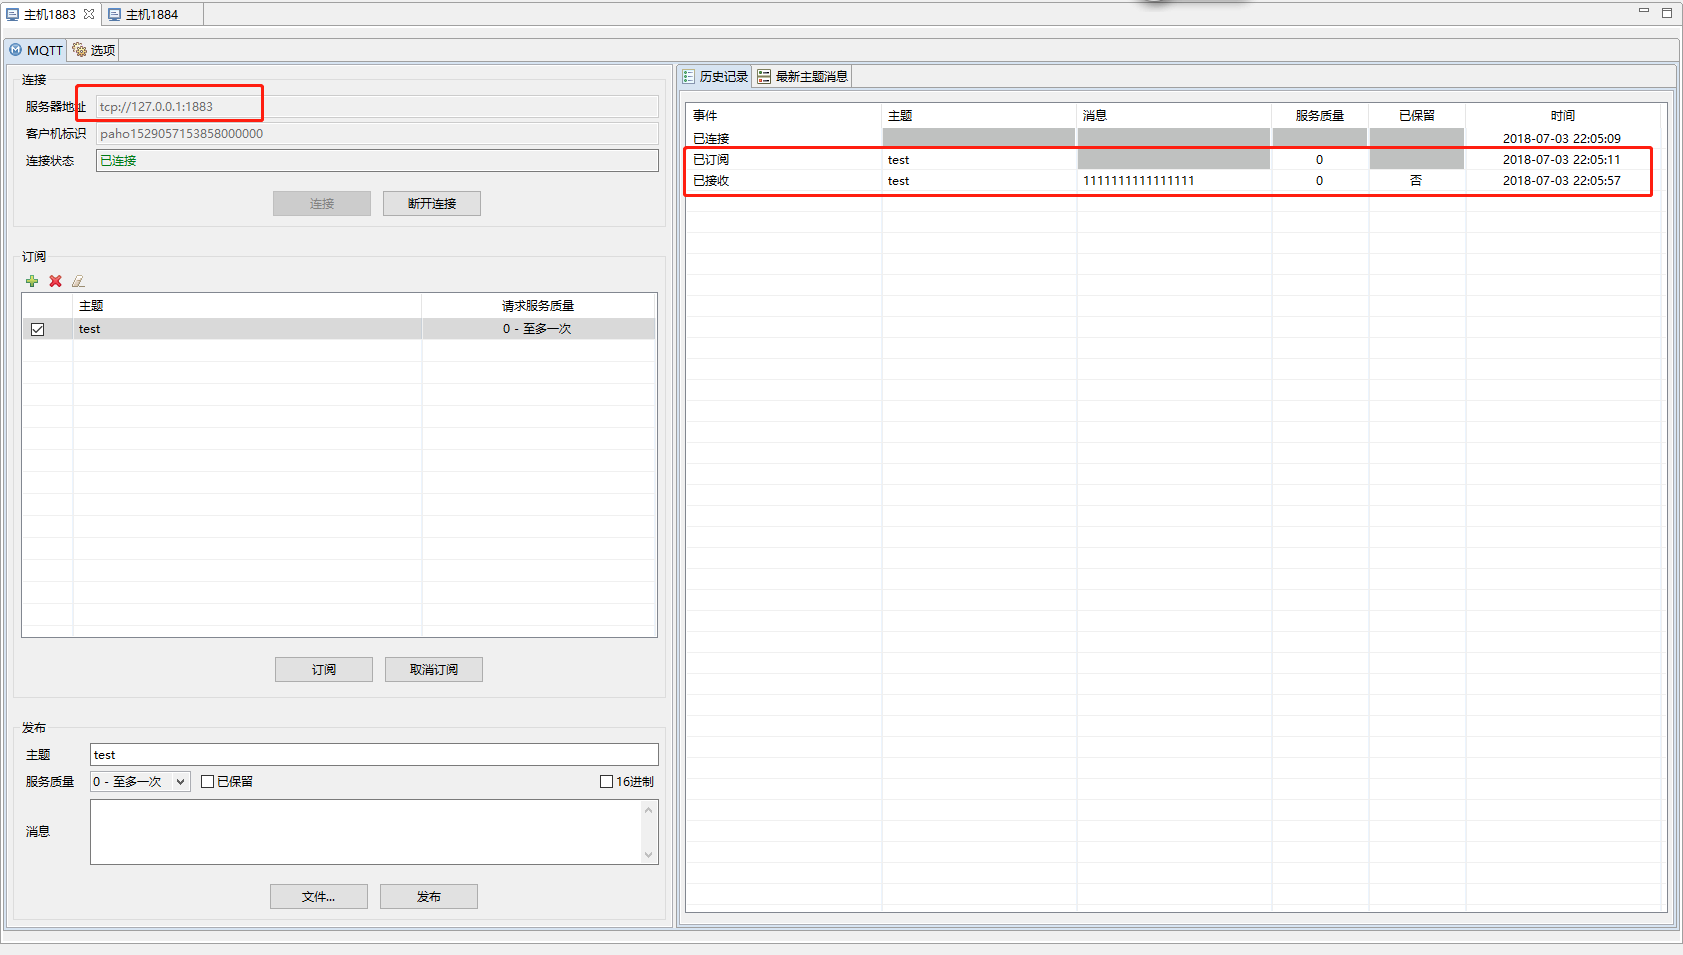 主机1883 主机1884
MQTT 选项
连接
服务器地址 tcp://127.0.0.1:1883
客户机标识 paho1529057153858000000
连接状态 已连接
连接 断开连接
订阅
主题 请求服务质量
test 0 - 至多一次
订阅 取消订阅
发布
主题 test
服务质量 0 - 至多一次 已保留 16进制
消息
文件... 发布
历史记录 最新主题消息
事件 主题 消息 服务质量 已保留 时间
已连接 2018-07-03 22:05:09
已订阅 test 0 2018-07-03 22:05:11
已接收 test 1111111111111111 0 否 2018-07-03 22:05:57